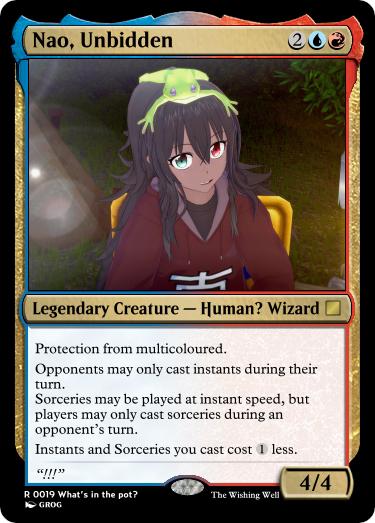 Nao, Unbidden 2
Legendary Creature — Human? Wizard
Protection from multicoloured.
Opponents may only cast instants during their
turn.
Sorceries may be played at instant speed, but
players may only cast sorceries during an
opponent's turn.
Instants and Sorceries you cast cost 1 less.
“!!!”
4/4
R 0019 What's in the pot? The Wishing Well
GROG